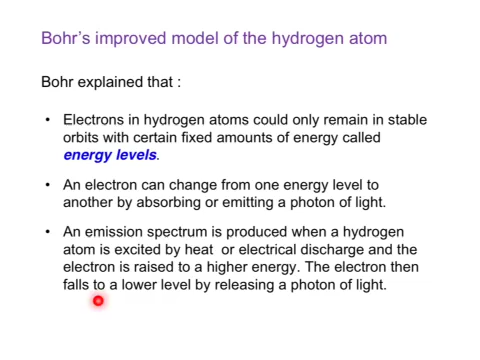 Bohr's improved model of the hydrogen atom
Bohr explained that :
• Electrons in hydrogen atoms could only remain in stable
orbits with certain fixed amounts of energy called
energy levels.
• An electron can change from one energy level to
another by absorbing or emitting a photon of light.
• An emission spectrum is produced when a hydrogen
atom is excited by heat or electrical discharge and the
electron is raised to a higher energy. The electron then
falls to a lower level by releasing a photon of light.